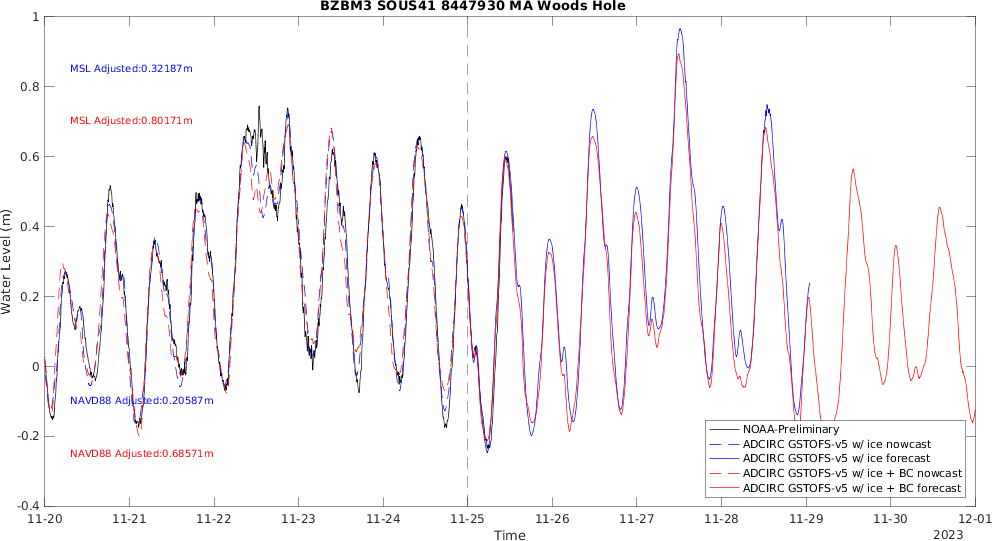 BZBM3 SOUS41 8447930 MA Woods Hole
1
0.8
0.6
0.4
0.2
0
-0.2
-0.4
Water Level (m)
MSL Adjusted:0.32187m
MSL Adjusted:0.80171m
NAVD88 Adjusted:0.20587m
NAVD88 Adjusted:0.68571m
NOAA-Preliminary
ADCIRC GSTOFS-v5 w/ ice nowcast
ADCIRC GSTOFS-v5 w/ ice forecast
ADCIRC GSTOFS-v5 w/ ice + BC nowcast
ADCIRC GSTOFS-v5 w/ ice + BC forecast
11-20 11-21 11-22 11-23 11-24 11-25 11-26 11-27 11-28 11-29 11-30 12-01
Time
2023